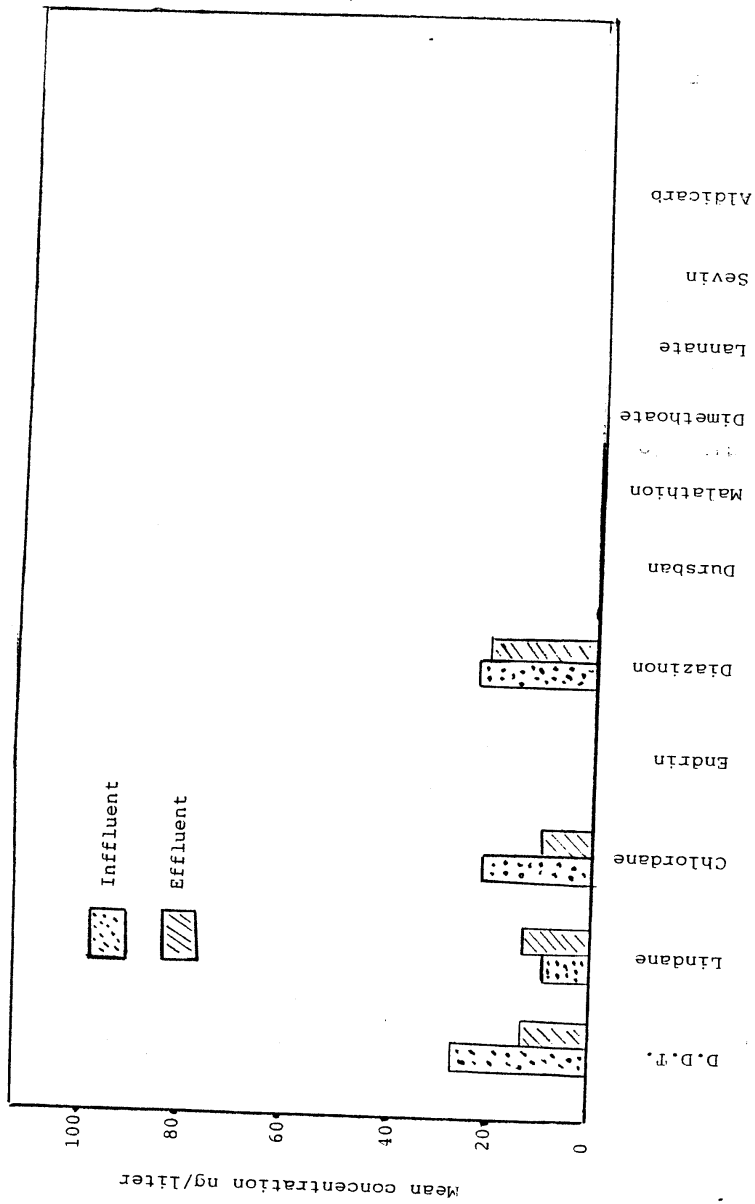 Mean concentration ng/liter
100
80
60
40
20
0
Inffluent
Effluent
D.D.T.
Lindane
Chlordane
Endrin
Diazinon
Dursban
Malathion
Dimethoate
Lannate
Sevin
Aldicarb